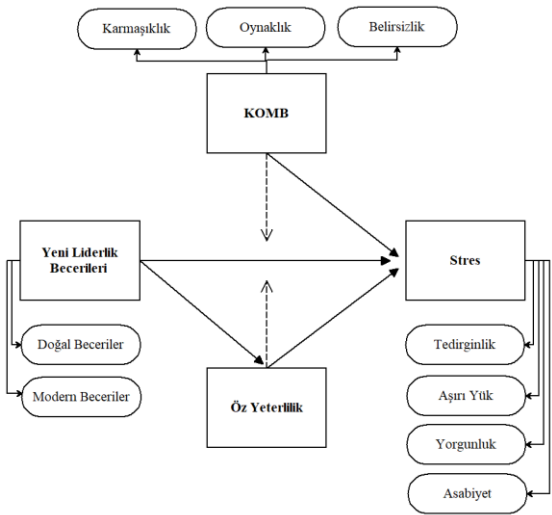 Karmaşıklık
Oynaklık
Belirsizlik
KOMB
Yeni Liderlik
Becerileri
Stres
Doğal Beceriler
Modern Beceriler
Öz Yeterlilik
Tedirginlik
Aşırı Yük
Yorgunluk
Asabiyet